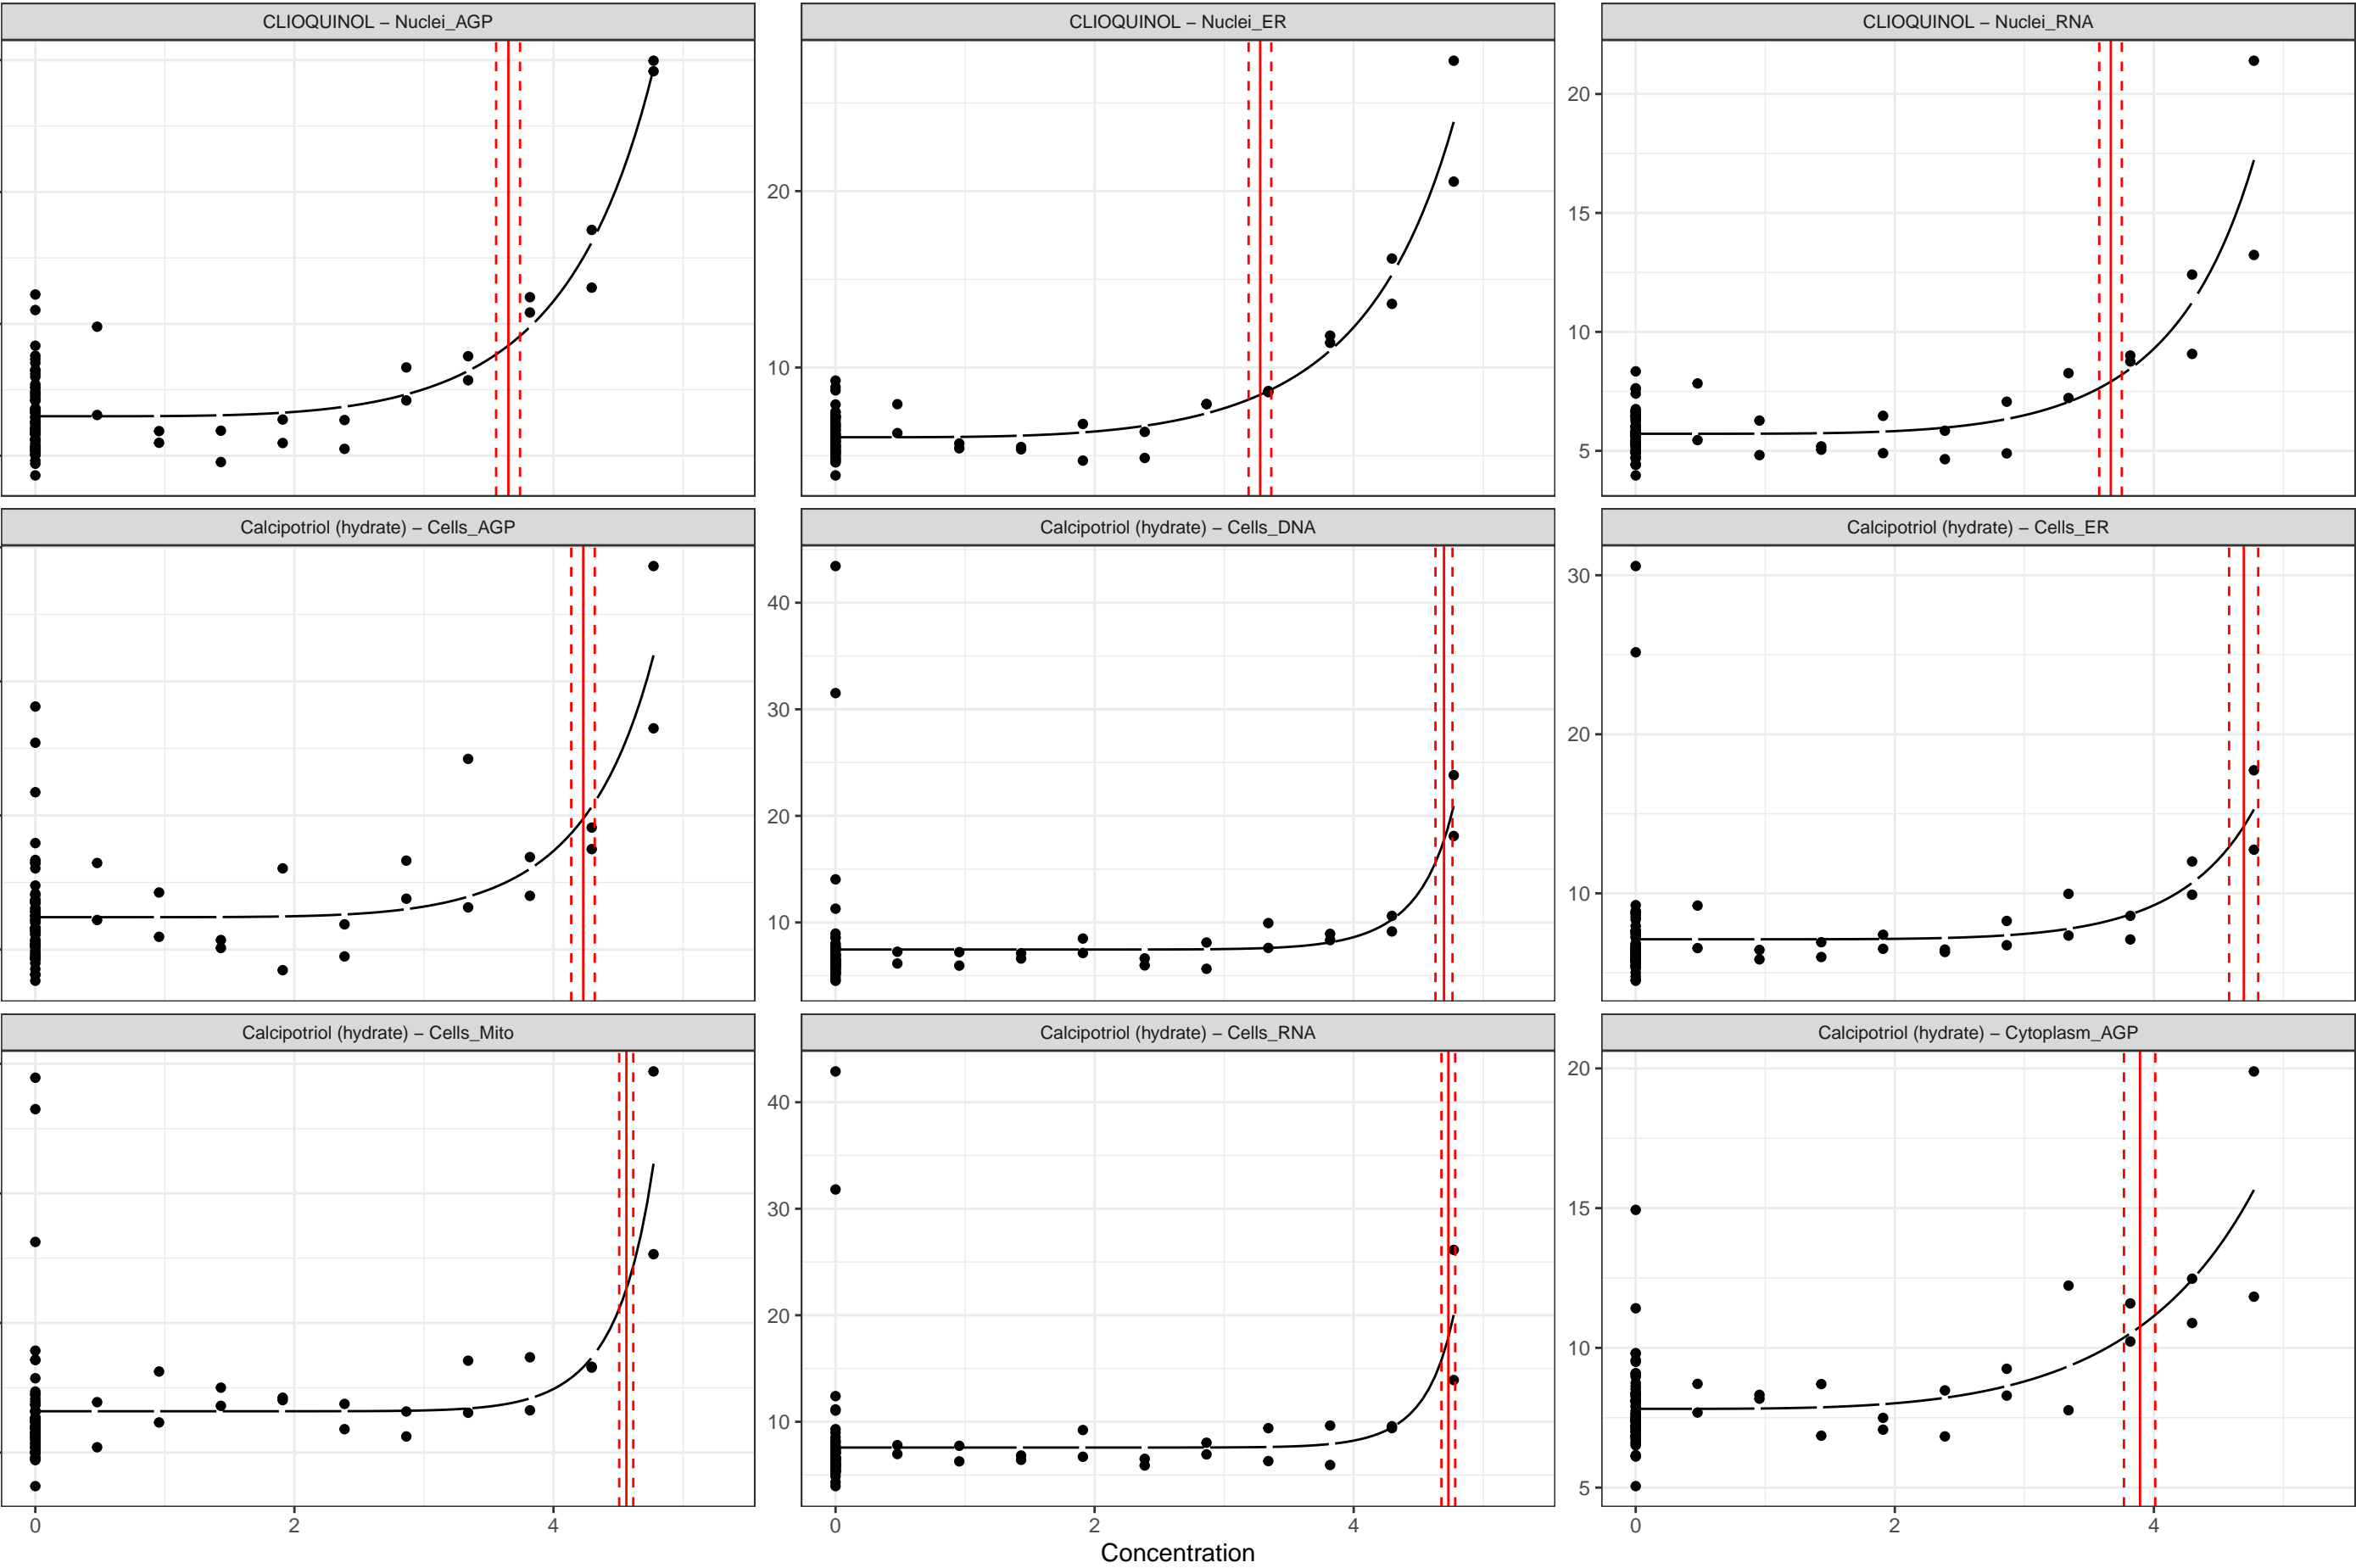 CLIOQUINOL – Nuclei_AGP
CLIOQUINOL – Nuclei_ER
CLIOQUINOL – Nuclei_RNA
20
10
20
15
10
5
Calcipotriol (hydrate) – Cells_AGP
Calcipotriol (hydrate) – Cells_DNA
Calcipotriol (hydrate) – Cells_ER
40
30
20
10
30
20
10
Calcipotriol (hydrate) – Cells_Mito
Calcipotriol (hydrate) – Cells_RNA
Calcipotriol (hydrate) – Cytoplasm_AGP
40
30
20
10
20
15
10
5
0 2 4
0 2 4
0 2 4
Concentration